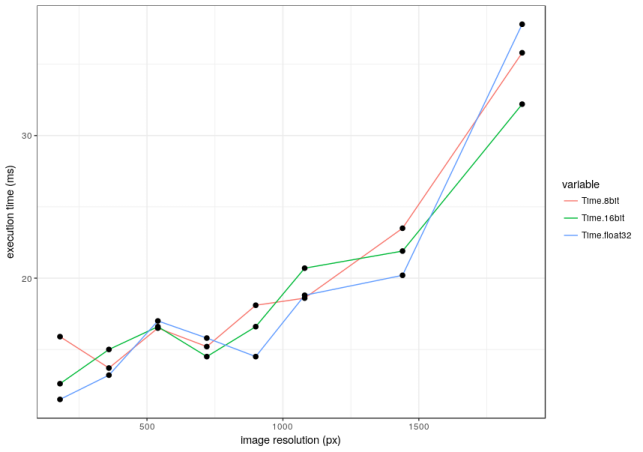 30
20
execution time (ms)
500
1000
1500
image resolution (px)
variable
Time.8bit
Time.16bit
Time.float32